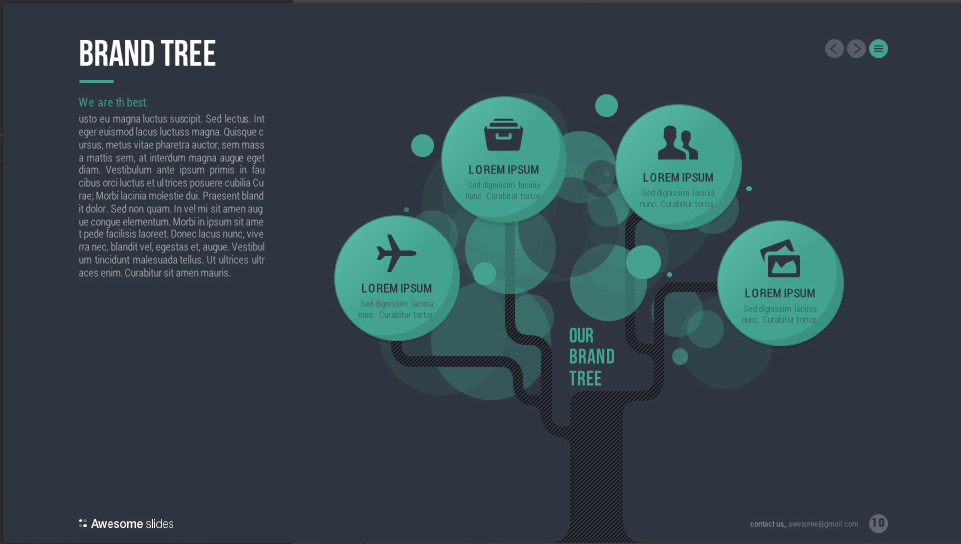 BRAND TREE
We are th best.
usto eu magna luctus suscipit. Sed lectus. Int
eger euismod lacus luctuss magna. Quisque c
ursus, metus vitae pharetra auctor, sem mass
a mattis sem, at interdum magna augue eget
diam. Vestibulum ante ipsum primis in fau
cibus orci luctus et ultrices posuere cubilia Cu
rae; Morbi lacinia molestie dui. Praesent bland
it dolor. Sed non quam. In vel mi sit amen aug
ue congue elementum. Morbi in ipsum sit ame
t pede facilisis laoreet. Donec lacus nunc, vive
rra nec, blandit vel, egestas et, augue. Vestibul
um tincidunt malesuada tellus. Ut ultrices ultr
aces enim. Curabitur sit amen mauris.
LOREM IPSUM
Sed dignissim lacinia
nunc. Curabitur tortor.
LOREM IPSUM
Sed dignissim lacinia
nunc. Curabitur tortor.
LOREM IPSUM
Sed dignissim lacinia
nunc. Curabitur tortor.
LOREM IPSUM
Sed dignissim lacinia
nunc. Curabitur tortor.
OUR
BRAND
TREE
Awesome slides
contact us_ awesome@gmail.com
10